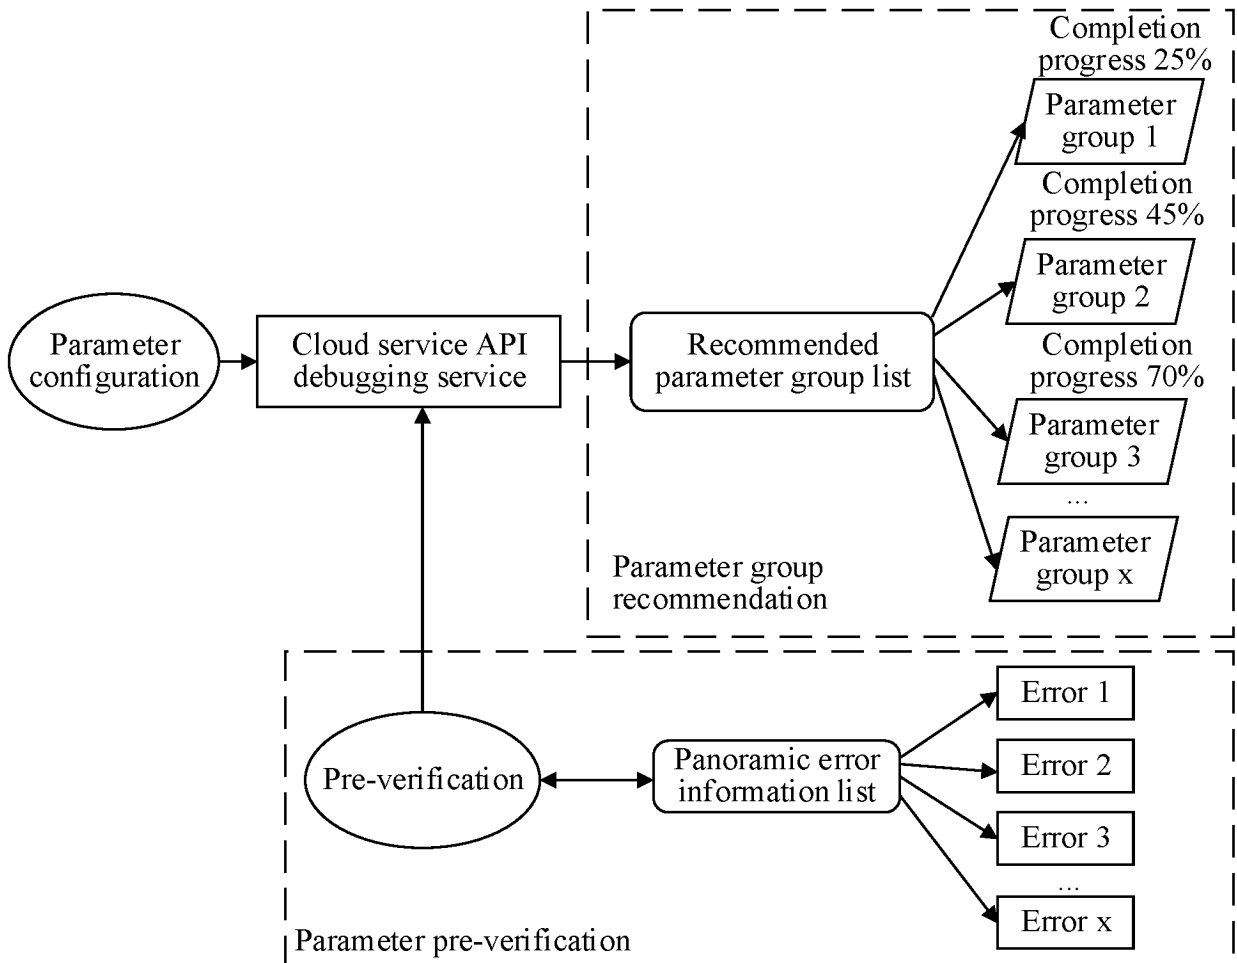 Completion
progress 25%
Parameter
group 1
Completion
progress 45%
Parameter
group 2
Parameter
configuration
Cloud service API
debugging service
Recommended
parameter group list
Completion
progress 70%
Parameter
group 3
...
Parameter
group x
Parameter group
recommendation
Error 1
Pre-verification
Panoramic error
information list
Error 2
Error 3
...
Error x
Parameter pre-verification